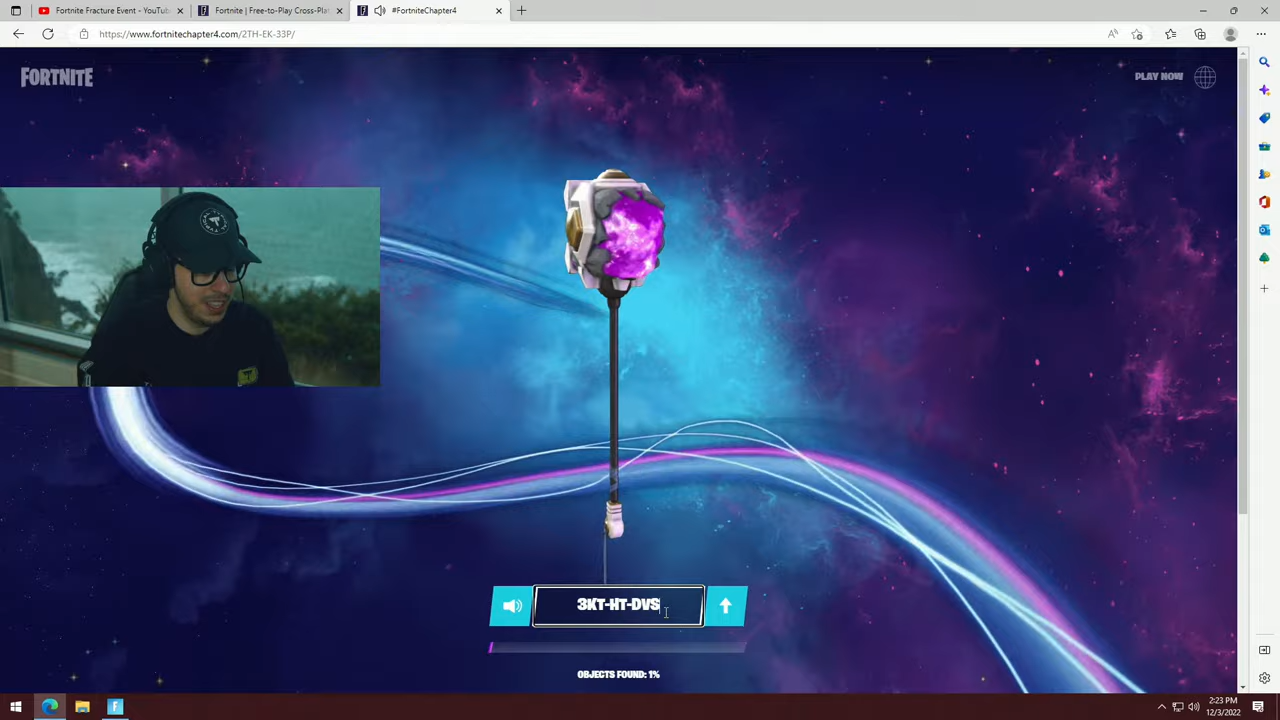 Fortnite Fracture Event - YouTub
Fortnite | Free-to-Play Cross-Plat
#FortniteChapter4
https://www.fortnitechapter4.com/2TH-EK-33P/
FORTNITE
PLAY NOW
3KT-HT-DVS
OBJECTS FOUND: 1%
2:23 PM
12/3/2022